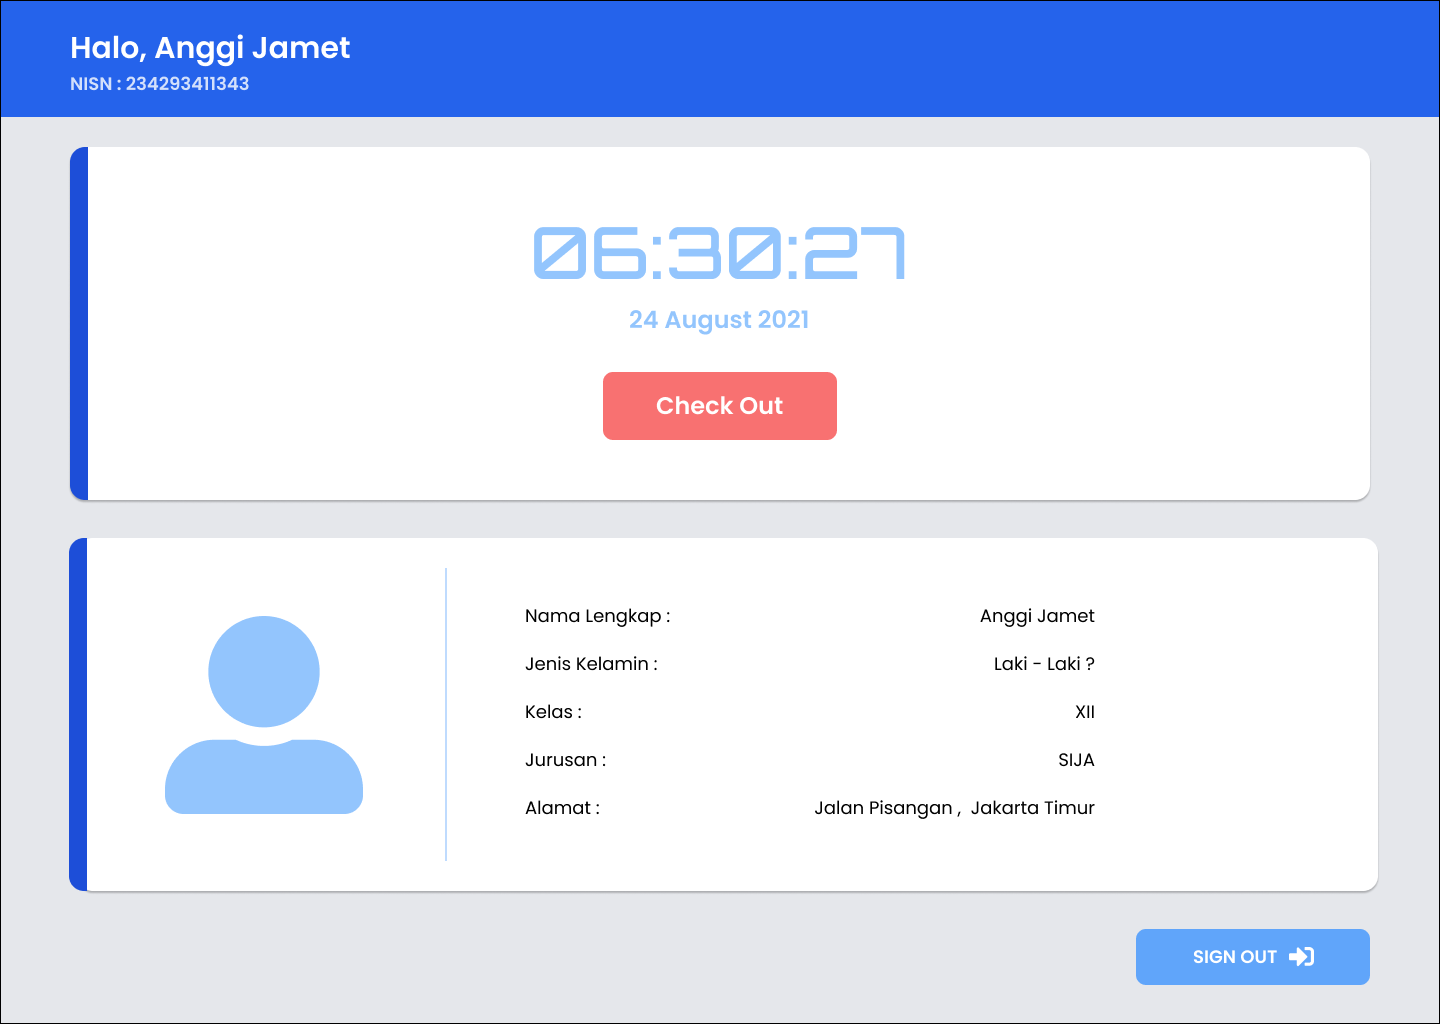 Halo, Anggi Jamet
NISN : 234293411343
06:30:27
24 August 2021
Check Out
Nama Lengkap : Anggi Jamet
Jenis Kelamin : Laki - Laki ?
Kelas : XII
Jurusan : SIJA
Alamat : Jalan Pisangan ,  Jakarta Timur
SIGN OUT